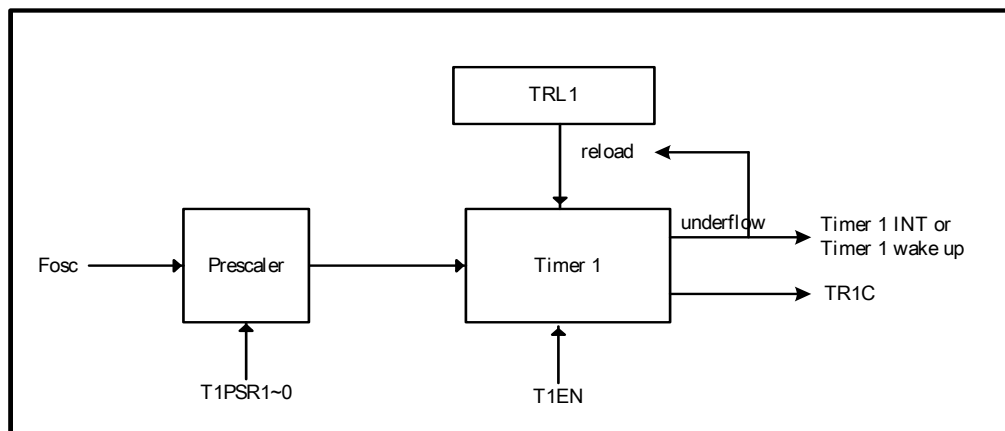 TRL1
reload
underflow
Timer 1 INT or
Timer 1 wake up
Fosc
Prescaler
Timer 1
TR1C
T1PSR1~0
T1EN